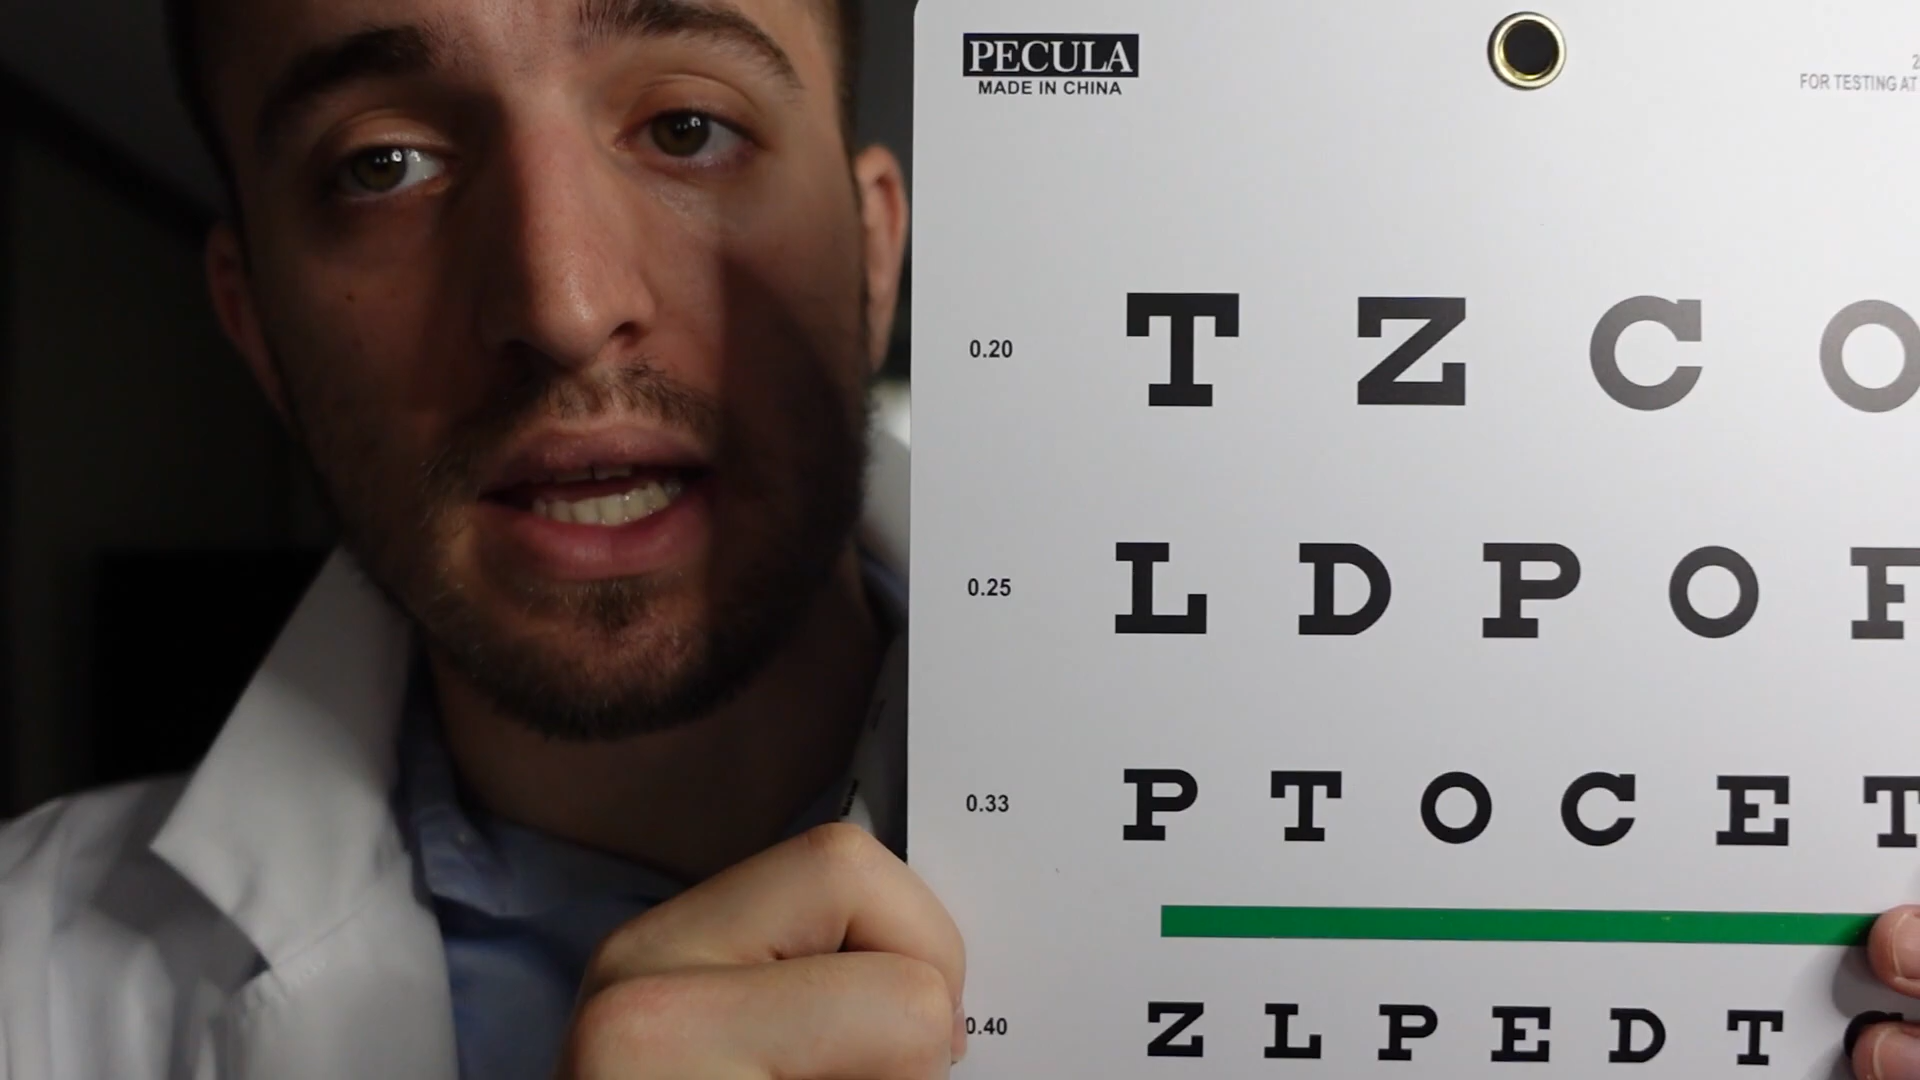 PECULA
MADE IN CHINA
FOR TESTING AT
0.20 T Z C O
0.25 L D P O F
0.33 P T O C E T
0.40 Z L P E D T